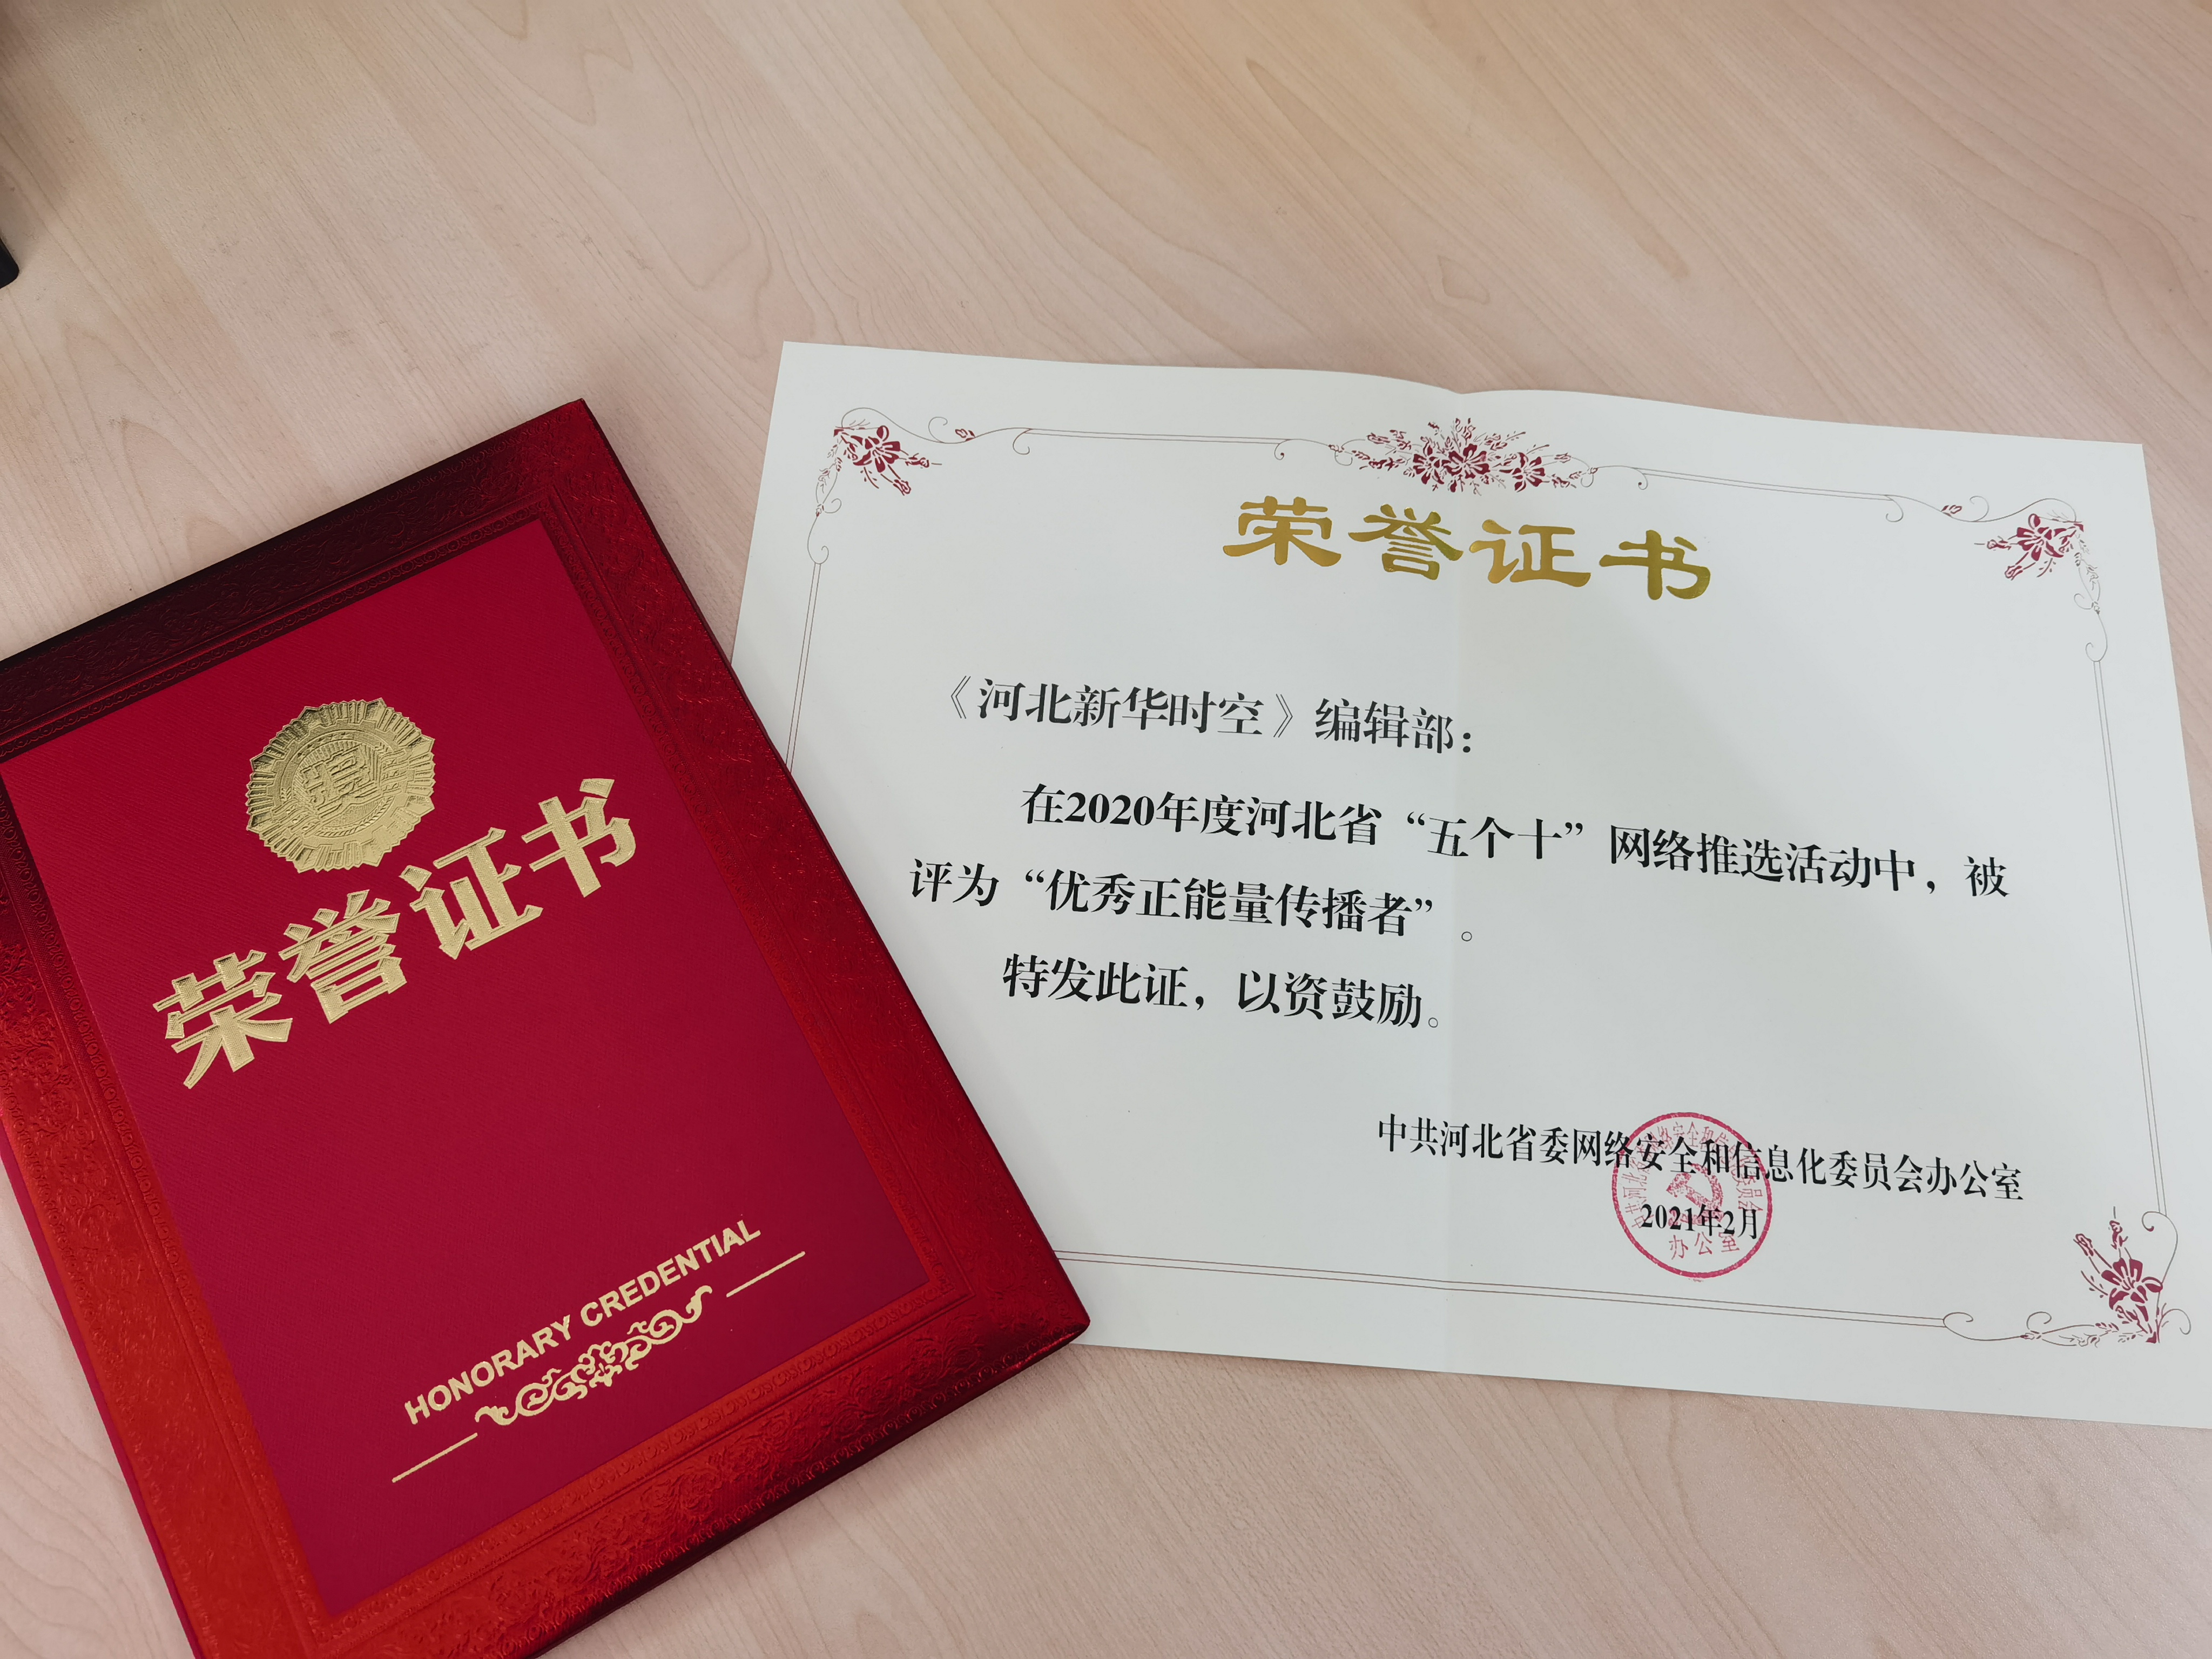 奖
荣誉证书
HONORARY CREDENTIAL
荣誉证书
《河北新华时空》编辑部：
在2020年度河北省“五个十”网络推选活动中，被
评为“优秀正能量传播者”。
特发此证，以资鼓励。
中共河北省委网络安全和信息化委员会办公室
2021年2月
办公室